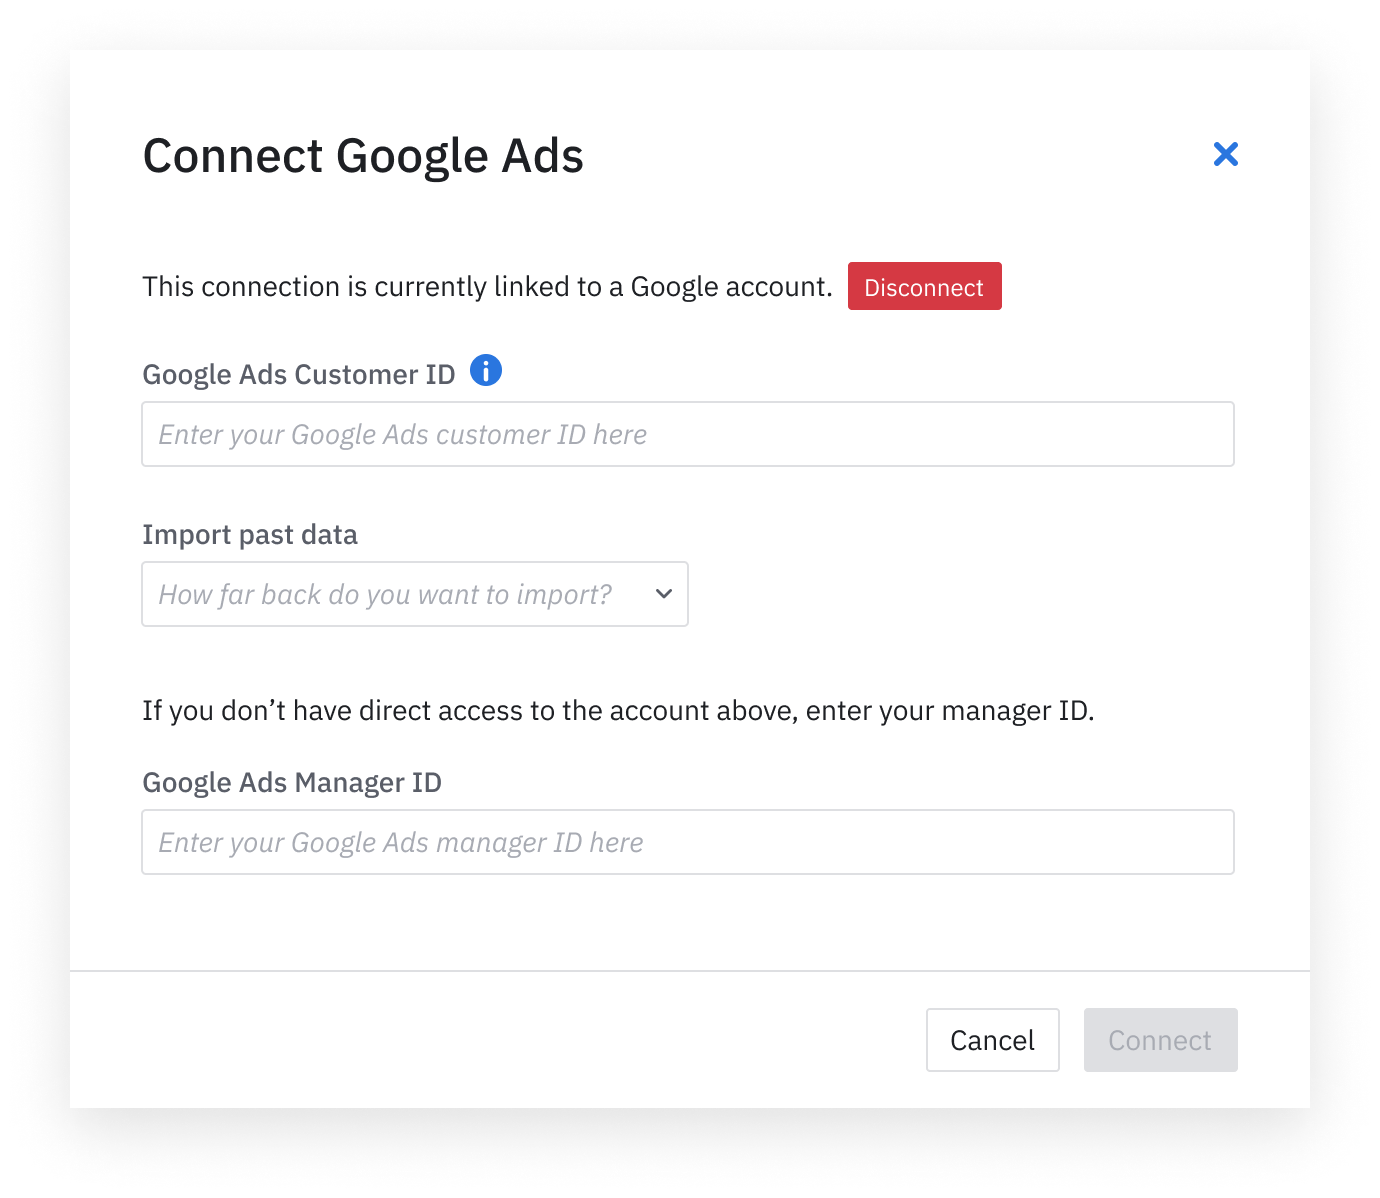 Connect Google Ads
This connection is currently linked to a Google account. Disconnect
Google Ads Customer ID
Enter your Google Ads customer ID here
Import past data
How far back do you want to import?
If you don’t have direct access to the account above, enter your manager ID.
Google Ads Manager ID
Enter your Google Ads manager ID here
Cancel Connect